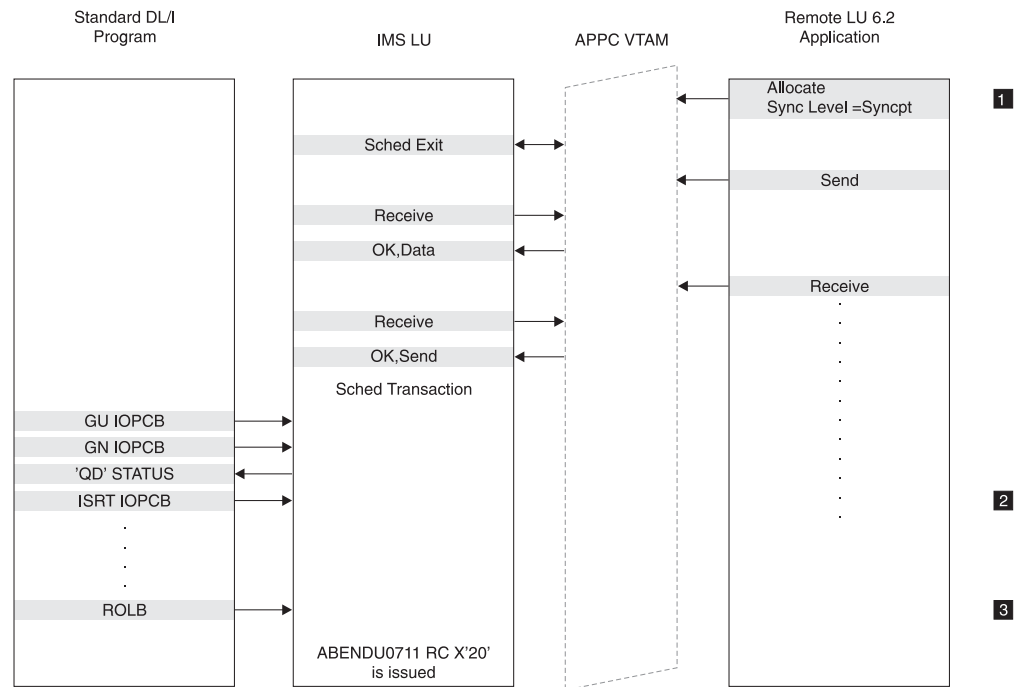 Standard DL/I
Program
IMS LU
APPC VTAM
Remote LU 6.2
Application
Allocate
Sync Level =Syncpt
1
Sched Exit
Send
Receive
OK,Data
Receive
Receive
OK,Send
Sched Transaction
GU IOPCB
GN IOPCB
'QD' STATUS
ISRT IOPCB
2
ROLB
3
ABENDU0711 RC X'20'
is issued